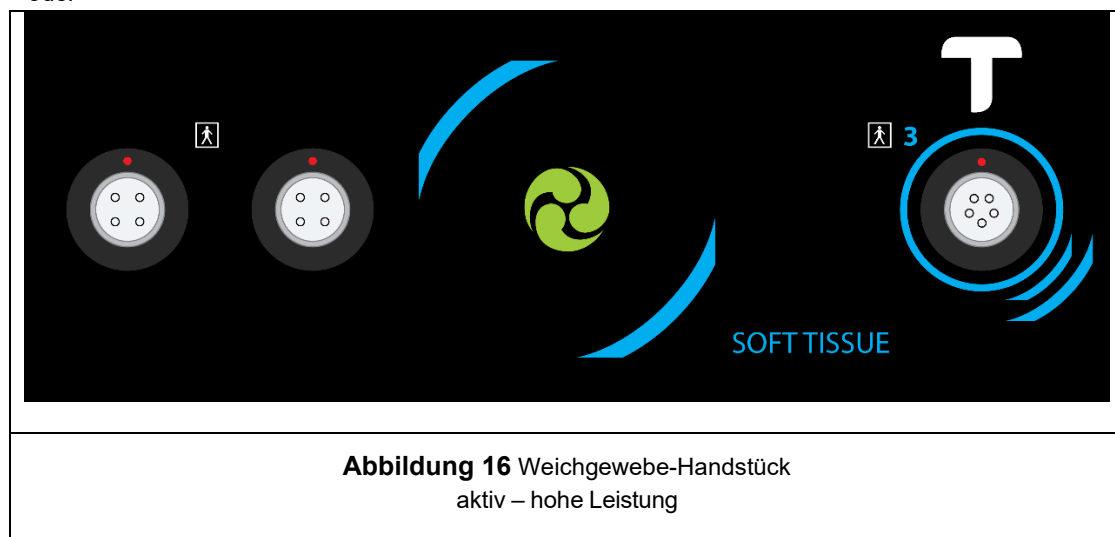 3
SOFT TISSUE
Abbildung 16 Weichgewebe-Handstück
aktiv – hohe Leistung